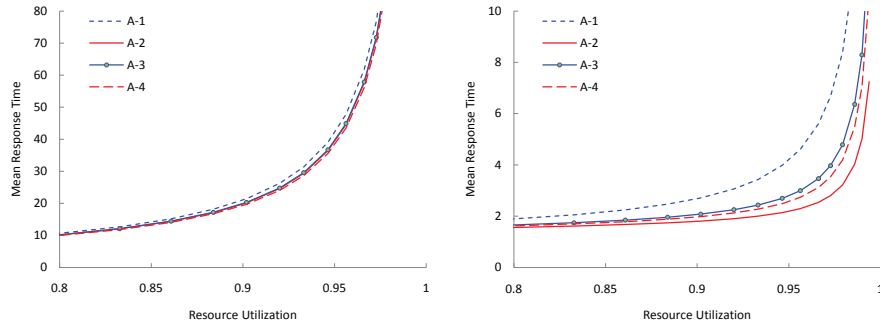 80
70
60
50
40
30
20
10
0
Mean Response Time
A-1
A-2
A-3
A-4
0.8
0.85
0.9
0.95
1
Resource Utilization
10
8
6
4
2
0
Mean Response Time
A-1
A-2
A-3
A-4
0.8
0.85
0.9
0.95
1
Resource Utilization